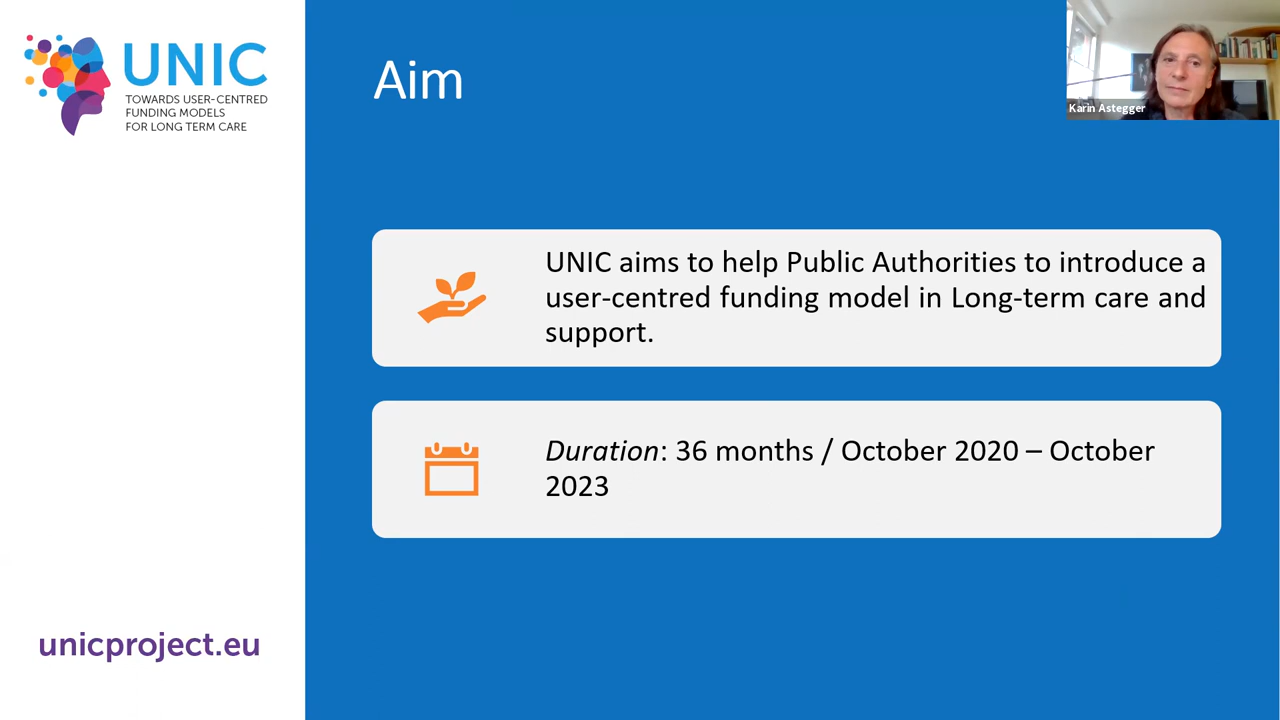 UNIC
TOWARDS USER-CENTRED
FUNDING MODELS
FOR LONG TERM CARE
Aim
Karin Astegger
UNIC aims to help Public Authorities to introduce a
user-centred funding model in Long-term care and
support.
Duration: 36 months / October 2020 – October
2023
unicproject.eu